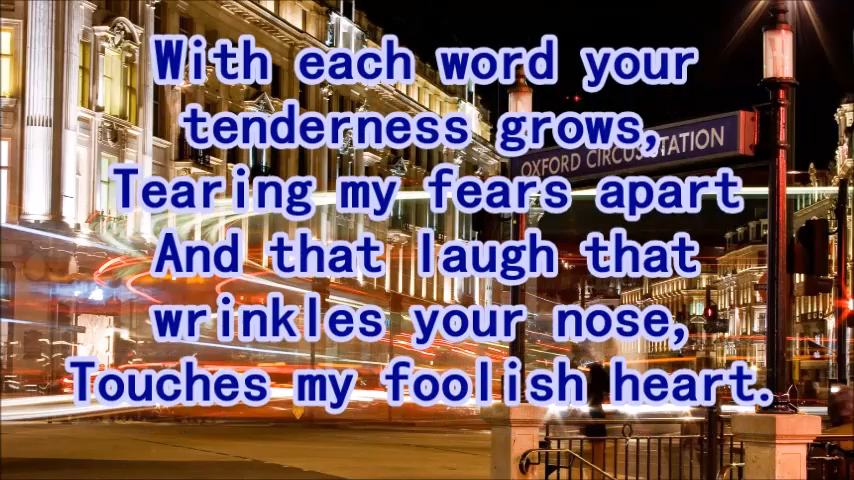 With each word your
tenderness grows,
OXFORD CIRCUS STATION
Tearing my fears apart
And that laugh that
wrinkles your nose,
Touches my foolish heart.